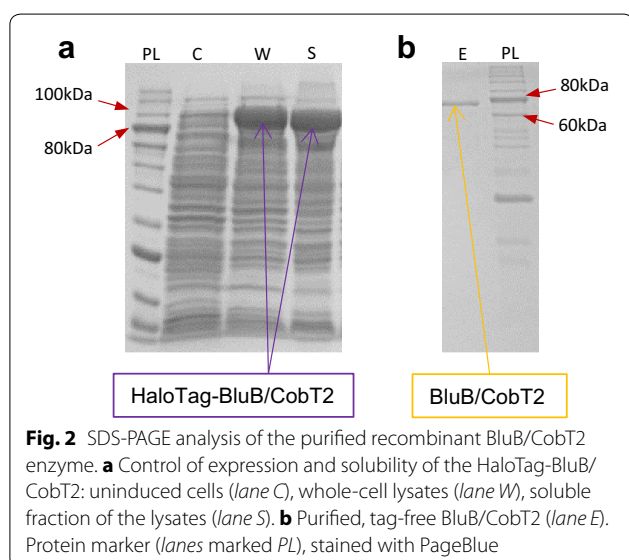 a
b
PL C W S
E PL
100kDa
80kDa
80kDa
60kDa
HaloTag-BluB/CobT2
BluB/CobT2
Fig. 2 SDS-PAGE analysis of the purified recombinant BluB/CobT2
enzyme. a Control of expression and solubility of the HaloTag-BluB/
CobT2: uninduced cells (lane C), whole-cell lysates (lane W), soluble
fraction of the lysates (lane S). b Purified, tag-free BluB/CobT2 (lane E).
Protein marker (lanes marked PL), stained with PageBlue